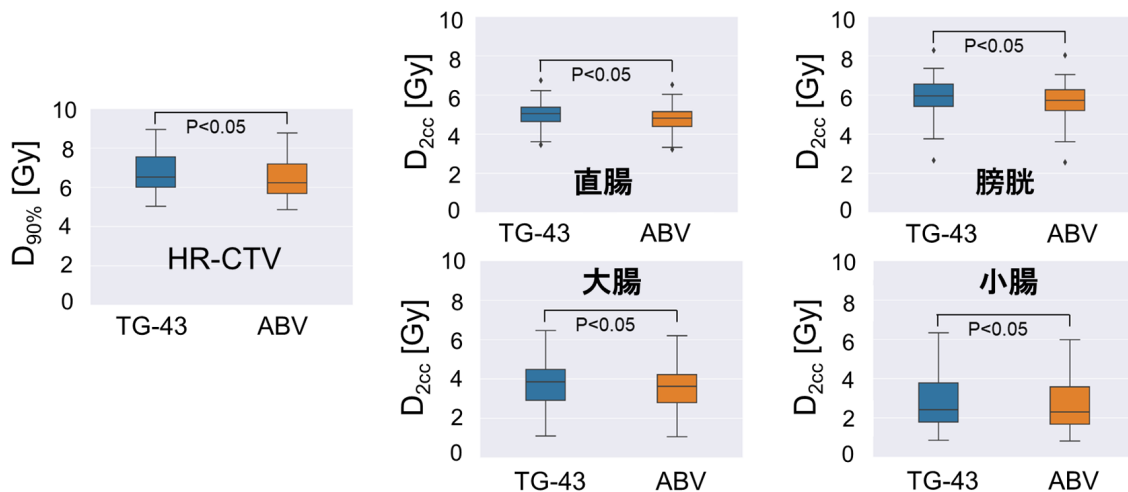 D90% [Gy]
10
8
6
4
2
0
P<0.05
HR-CTV
TG-43 ABV
D2cc [Gy]
10
8
6
4
2
0
P<0.05
直腸
TG-43 ABV
D2cc [Gy]
10
8
6
4
2
0
P<0.05
膀胱
TG-43 ABV
D2cc [Gy]
10
8
6
4
2
0
大腸
P<0.05
TG-43 ABV
D2cc [Gy]
10
8
6
4
2
0
小腸
P<0.05
TG-43 ABV